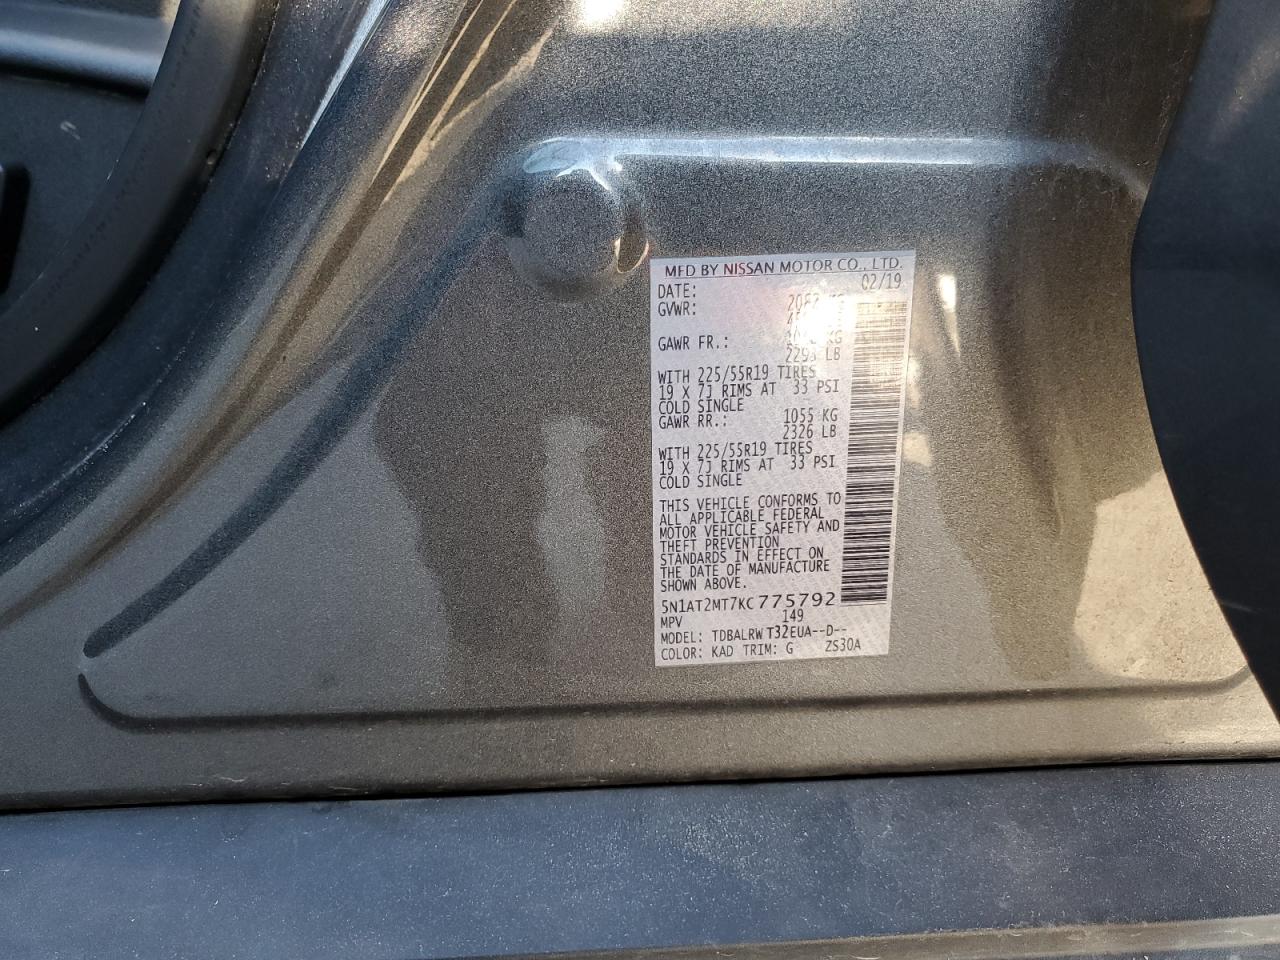 MFD BY NISSAN MOTOR CO., LTD.
DATE: 02/19
GVWR:
GAWR FR.: KG
LB
WITH 225/55R19 TIRES
19 X 7J RIMS AT 33 PSI
COLD SINGLE
GAWR RR.: 1055 KG
2326 LB
WITH 225/55R19 TIRES
19 X 7J RIMS AT 33 PSI
COLD SINGLE
THIS VEHICLE CONFORMS TO
ALL APPLICABLE FEDERAL
MOTOR VEHICLE SAFETY AND
THEFT PREVENTION
STANDARDS IN EFFECT ON
THE DATE OF MANUFACTURE
SHOWN ABOVE.
5N1AT2MT7KC775792
MPV 149
MODEL: TDBALRW T32EUA--D--
COLOR: KAD TRIM: G ZS30A